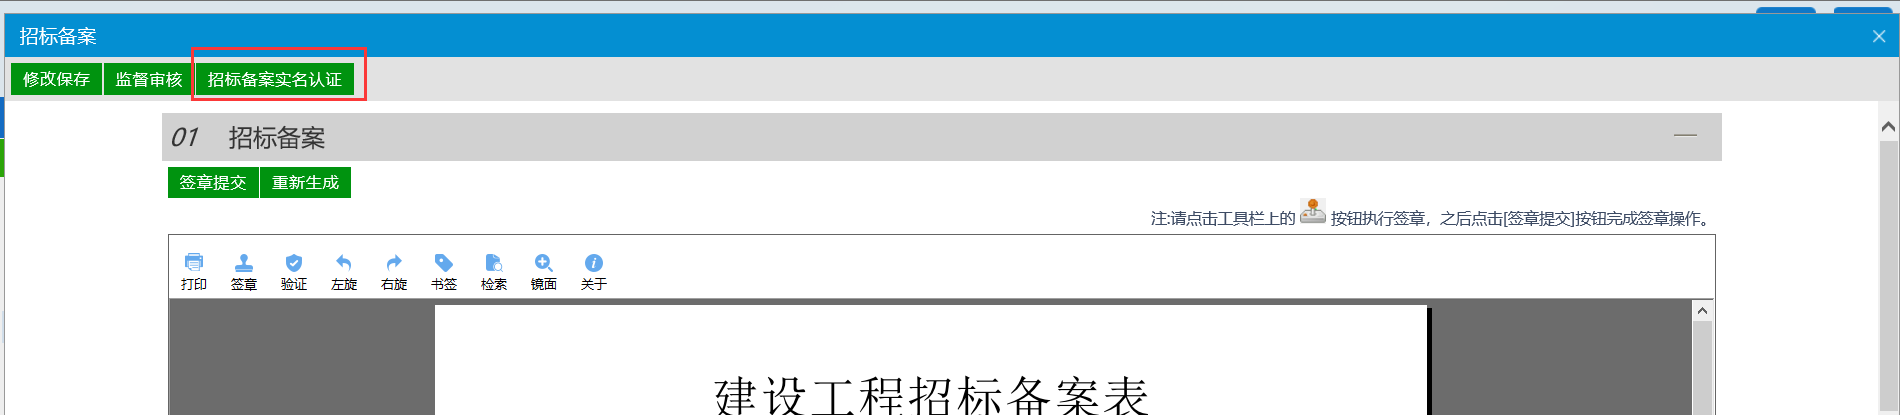 招标备案
修改保存 监督审核 招标备案实名认证
01 招标备案
签章提交 重新生成
注:请点击工具栏上的 按钮执行签章，之后点击[签章提交]按钮完成签章操作。
打印 签章 验证 左旋 右旋 书签 检索 镜面 关于
建设工程招标备案表